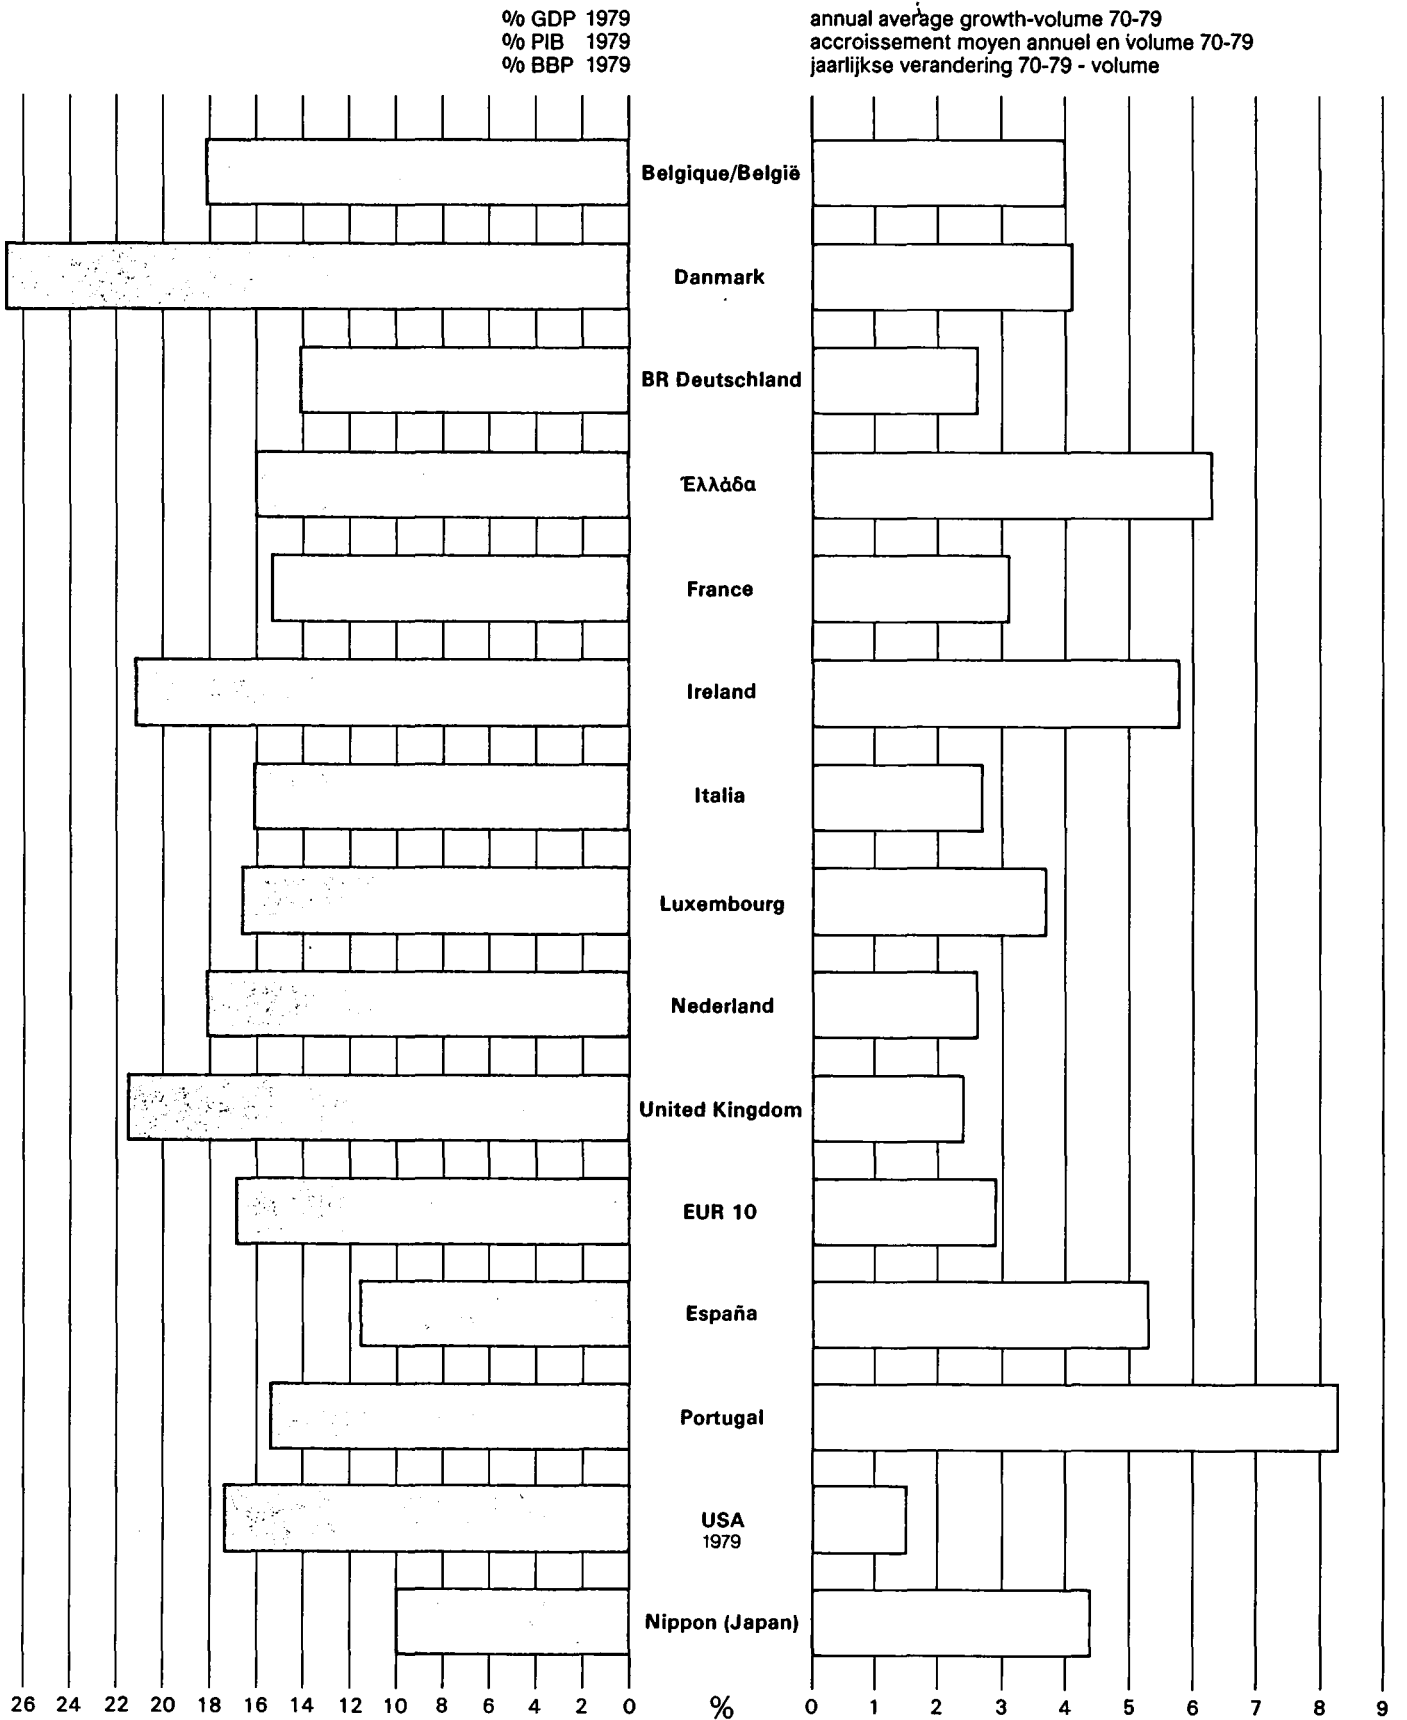 % GDP 1979
% PIB 1979
% BBP 1979
annual average growth-volume 70-79
accroissement moyen annuel en volume 70-79
jaarlijkse verandering 70-79 - volume
Belgique/België
Danmark
BR Deutschland
Έλλὰδα
France
Ireland
Italia
Luxembourg
Nederland
United Kingdom
EUR 10
España
Portugal
USA
1979
Nippon (Japan)
26 24 22 20 18 16 14 12 10 8 6 4 2 0 % 0 1 2 3 4 5 6 7 8 9